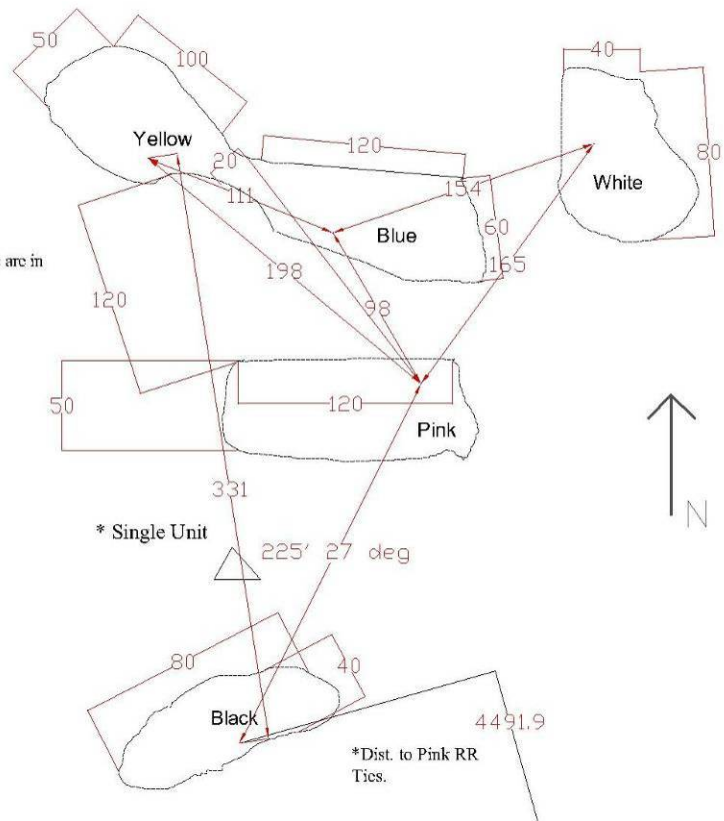 50
100
40
Yellow
20
111
120
154
80
White
Blue
60
165
arc in
198
120
98
50
120
Pink
331
N
* Single Unit
225' 27 deg
80
40
Black
4491.9
*Dist. to Pink RR
Ties.